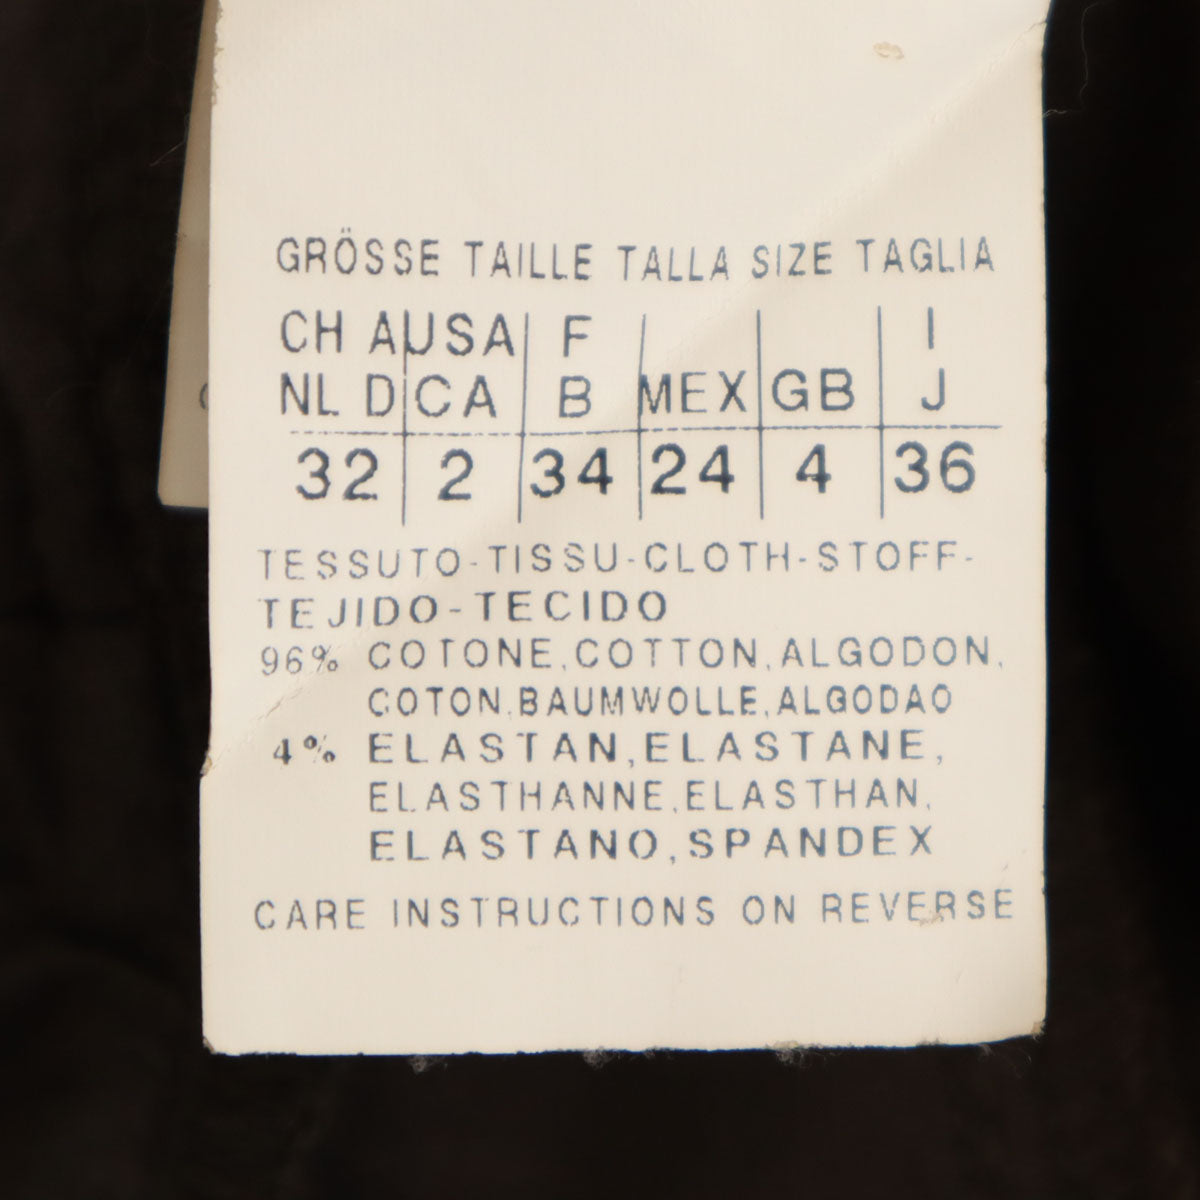 GRÖSSE TAILLE TALLA SIZE TAGLIA
CH A USA F I
NL D CA B MEX GB J
32 2 34 24 4 36
TESSUTO-TISSU-CLOTH-STOFF-
TEJIDO-TECIDO
96% COTONE,COTTON,ALGODON,
COTON,BAUMWOLLE,ALGODAO
4% ELASTAN,ELASTANE,
ELASTHANNE,ELASTHAN,
ELASTANO,SPANDEX
CARE INSTRUCTIONS ON REVERSE